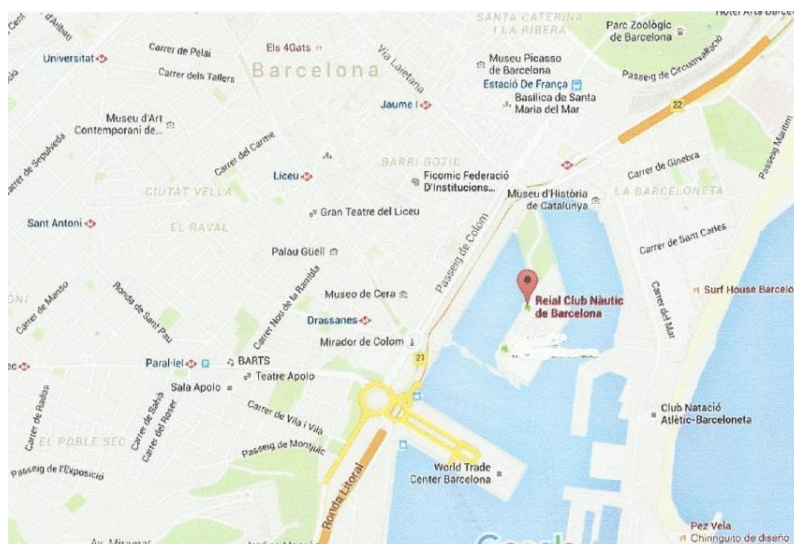 Hotel Arts Barcel
SANTA CATERINA
I LA RIBERA
Parc Zoològic
de Barcelona
d'Aribau
Carrer de Pelai
Els 4Gats
Universitat
Via Laietana
Museu Picasso
de Barcelona
Passeig de Circumval·lació
Carrer dels Tallers
Barcelona
Estació De França
22
Jaume I
Basílica de Santa
Maria del Mar
Museu d'Art
Contemporani de...
Carrer de Sepúlveda
Carrer del Carme
BARRI GÒTIC
Passeig Marítim
Carrer de Ginebra
Liceu
Ficomic Federació
D'Institucions...
CIUTAT VELLA
Museu d'Història
de Catalunya
LA BARCELONETA
Sant Antoni
EL RAVAL
Gran Teatre del Liceu
Passeig de Colom
Carrer de Sant Carles
Palau Güell
Carrer de Manso
Ronda de Sant Pau
Carrer Nou de la Rambla
Museo de Cera
Reial Club Nàutic
de Barcelona
Carrer del Mar
Surf House Barcelo
Drassanes
Mirador de Colom
21
Paral·lel
BARTS
Sala Apolo
Teatre Apolo
Carrer de Radas
Carrer de Salvà
Carrer del Roser
Carrer de Vila i Vilà
Club Natació
Atlètic-Barceloneta
EL POBLE SEC
Passeig de Montjuïc
Passeig de l'Exposició
Ronda Litoral
World Trade
Center Barcelona
Av. Miramar
Google
Pez Vela
Chiringuito de diseño